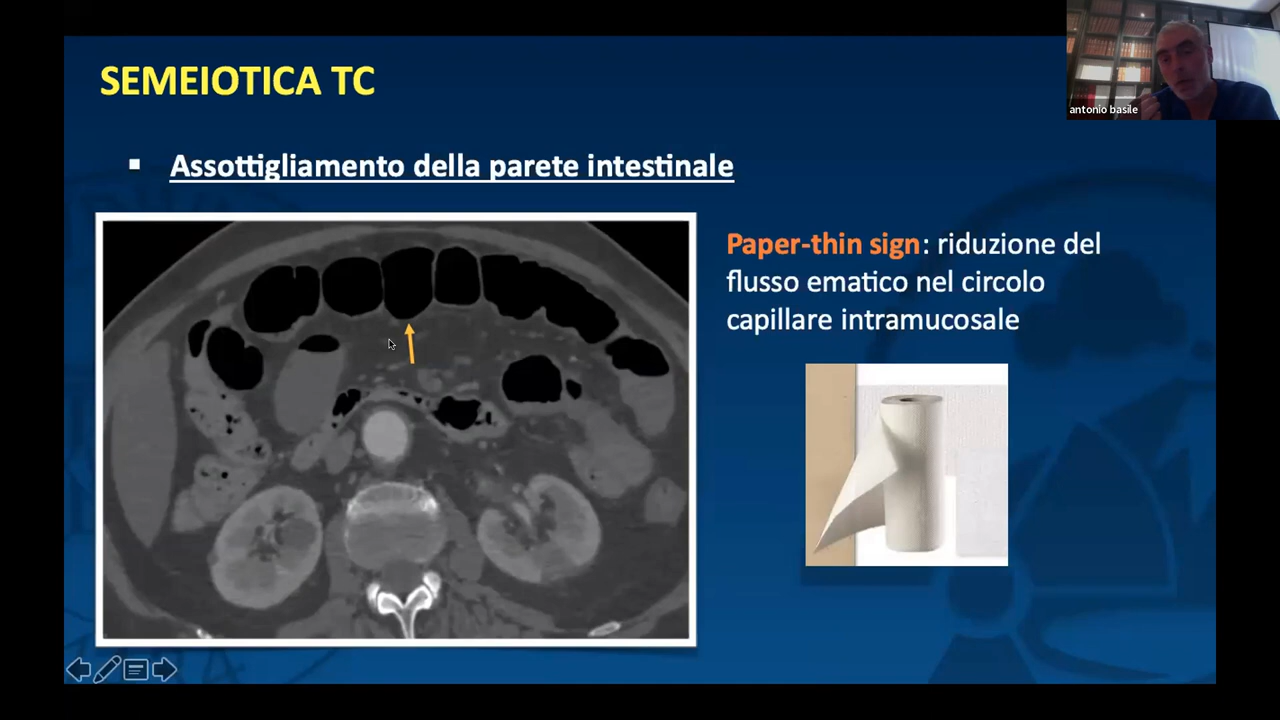 SEMEIOTICA TC
antonio basile
▪ Assottigliamento della parete intestinale
Paper-thin sign: riduzione del
flusso ematico nel circolo
capillare intramucosale